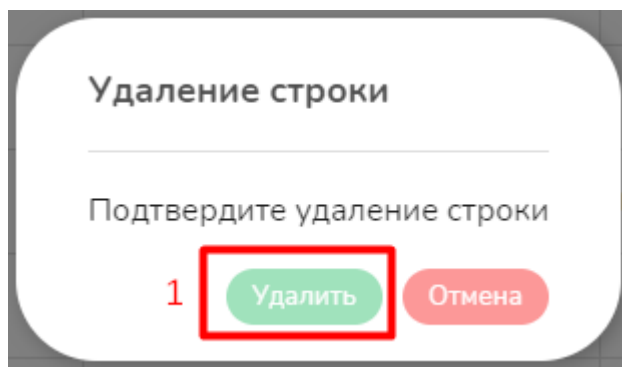 Удаление строки
Подтвердите удаление строки
1 Удалить Отмена